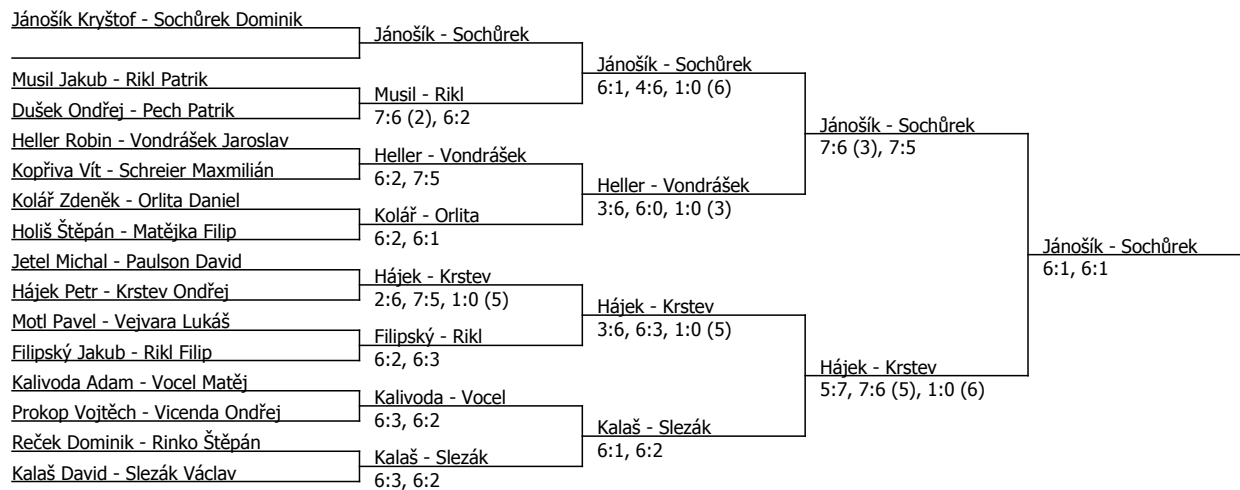 Jánošík Kryštof - Sochůrek Dominik
Musil Jakub - Rikl Patrik
Dušek Ondřej - Pech Patrik
Heller Robin - Vondrášek Jaroslav
Kopřiva Vít - Schreier Maxmilián
Kolář Zdeněk - Orlita Daniel
Holiš Štěpán - Matějka Filip
Jetel Michal - Paulson David
Hájek Petr - Krstev Ondřej
Motl Pavel - Vejvara Lukáš
Filipský Jakub - Rikl Filip
Kalivoda Adam - Vocel Matěj
Prokop Vojtěch - Vicenda Ondřej
Reček Dominik - Rinko Štěpán
Kalaš David - Slezák Václav
Jánošík - Sochůrek
Musil - Rikl
7:6 (2), 6:2
Heller - Vondrášek
6:2, 7:5
Kolář - Orlita
6:2, 6:1
Hájek - Krstev
2:6, 7:5, 1:0 (5)
Filipský - Rikl
6:2, 6:3
Kalivoda - Vocel
6:3, 6:2
Kalaš - Slezák
6:3, 6:2
Jánošík - Sochůrek
6:1, 4:6, 1:0 (6)
Heller - Vondrášek
3:6, 6:0, 1:0 (3)
Hájek - Krstev
3:6, 6:3, 1:0 (5)
Kalaš - Slezák
6:1, 6:2
Jánošík - Sochůrek
7:6 (3), 7:5
Hájek - Krstev
5:7, 7:6 (5), 1:0 (6)
Jánošík - Sochůrek
6:1, 6:1